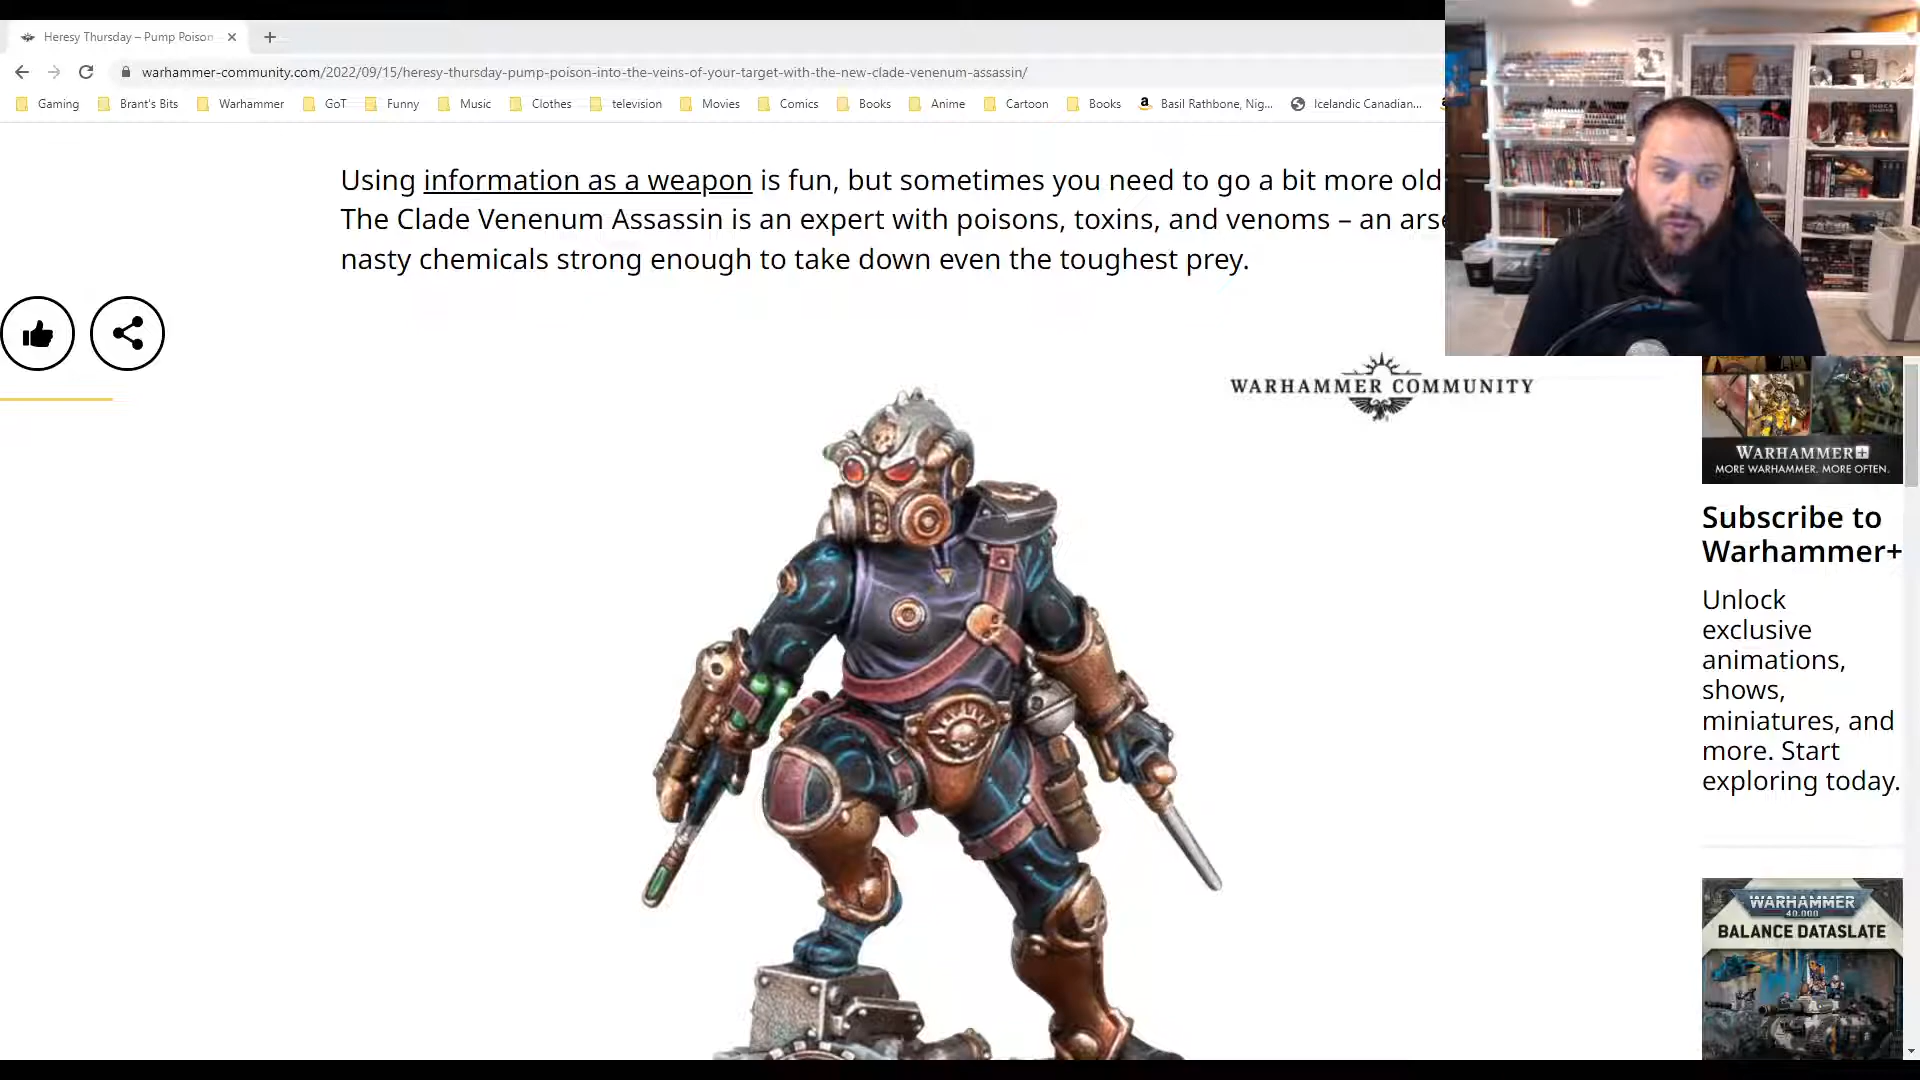 Heresy Thursday – Pump Poison
warhammer-community.com/2022/09/15/heresy-thursday-pump-poison-into-the-veins-of-your-target-with-the-new-clade-venenum-assassin/
Gaming Brant's Bits Warhammer GoT Funny Music Clothes television Movies Comics Books Anime Cartoon Books Basil Rathbone, Nig... Icelandic Canadian...
Using information as a weapon is fun, but sometimes you need to go a bit more old
The Clade Venenum Assassin is an expert with poisons, toxins, and venoms – an arse
nasty chemicals strong enough to take down even the toughest prey.
WARHAMMER COMMUNITY
WARHAMMER+
MORE WARHAMMER. MORE OFTEN.
Subscribe to
Warhammer+
Unlock
exclusive
animations,
shows,
miniatures, and
more. Start
exploring today.
WARHAMMER
40,000
BALANCE DATASLATE